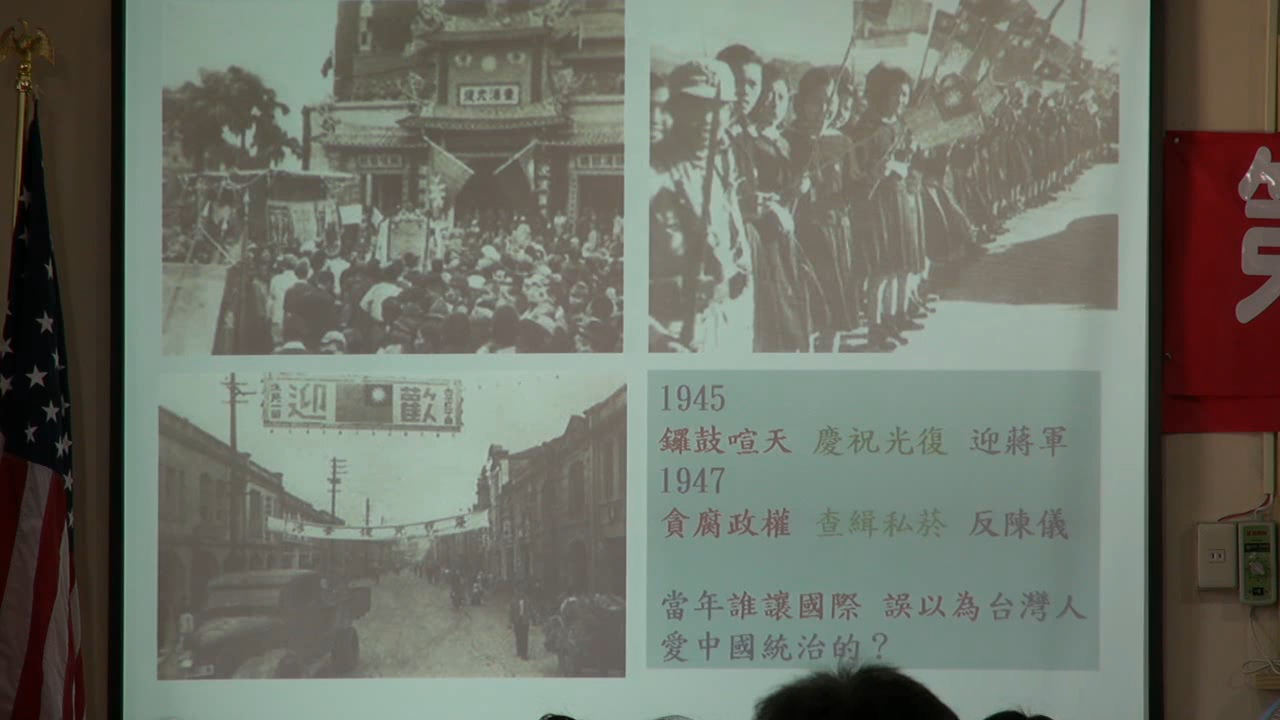 臺灣光復
迎 歡
1945
鑼鼓喧天 慶祝光復 迎蔣軍
1947
貪腐政權 查緝私菸 反陳儀
當年誰讓國際 誤以為台灣人
愛中國統治的？